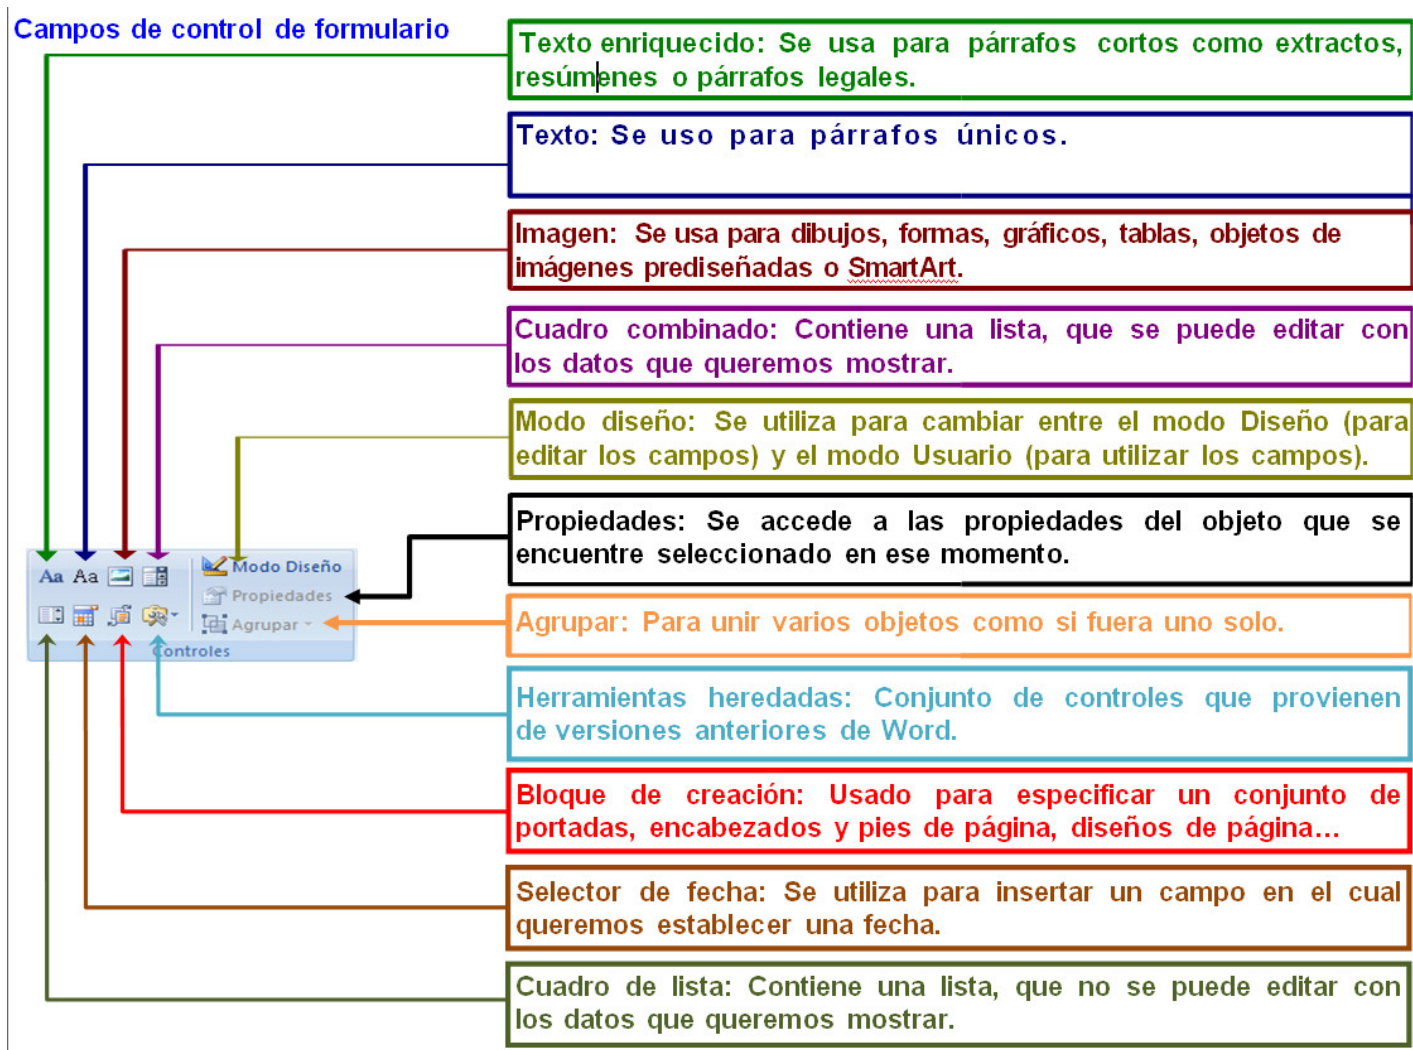 Campos de control de formulario
Texto enriquecido: Se usa para párrafos cortos como extractos,
resúmenes o párrafos legales.
Texto: Se uso para párrafos únicos.
Imagen: Se usa para dibujos, formas, gráficos, tablas, objetos de
imágenes prediseñadas o SmartArt.
Cuadro combinado: Contiene una lista, que se puede editar con
los datos que queremos mostrar.
Modo diseño: Se utiliza para cambiar entre el modo Diseño (para
editar los campos) y el modo Usuario (para utilizar los campos).
Propiedades: Se accede a las propiedades del objeto que se
encuentre seleccionado en ese momento.
Aa Aa
Modo Diseño
Propiedades
Agrupar
Controles
Agrupar: Para unir varios objetos como si fuera uno solo.
Herramientas heredadas: Conjunto de controles que provienen
de versiones anteriores de Word.
Bloque de creación: Usado para especificar un conjunto de
portadas, encabezados y pies de página, diseños de página...
Selector de fecha: Se utiliza para insertar un campo en el cual
queremos establecer una fecha.
Cuadro de lista: Contiene una lista, que no se puede editar con
los datos que queremos mostrar.